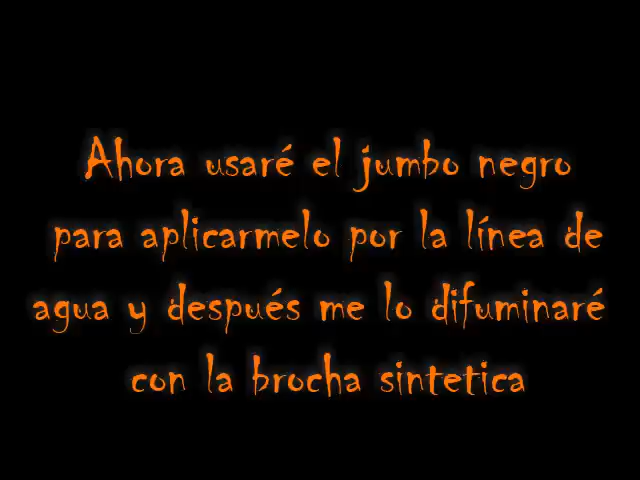 Ahora usaré el jumbo negro
para aplicarmelo por la línea de
agua y después me lo difuminaré
con la brocha sintetica